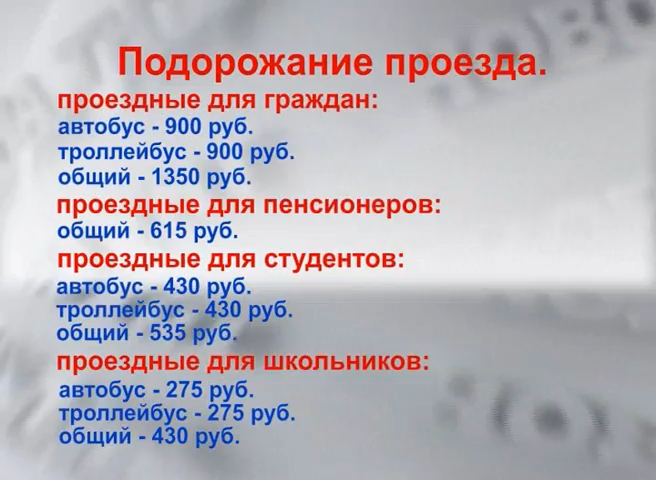 Подорожание проезда.
проездные для граждан:
автобус - 900 руб.
троллейбус - 900 руб.
общий - 1350 руб.
проездные для пенсионеров:
общий - 615 руб.
проездные для студентов:
автобус - 430 руб.
троллейбус - 430 руб.
общий - 535 руб.
проездные для школьников:
автобус - 275 руб.
троллейбус - 275 руб.
общий - 430 руб.